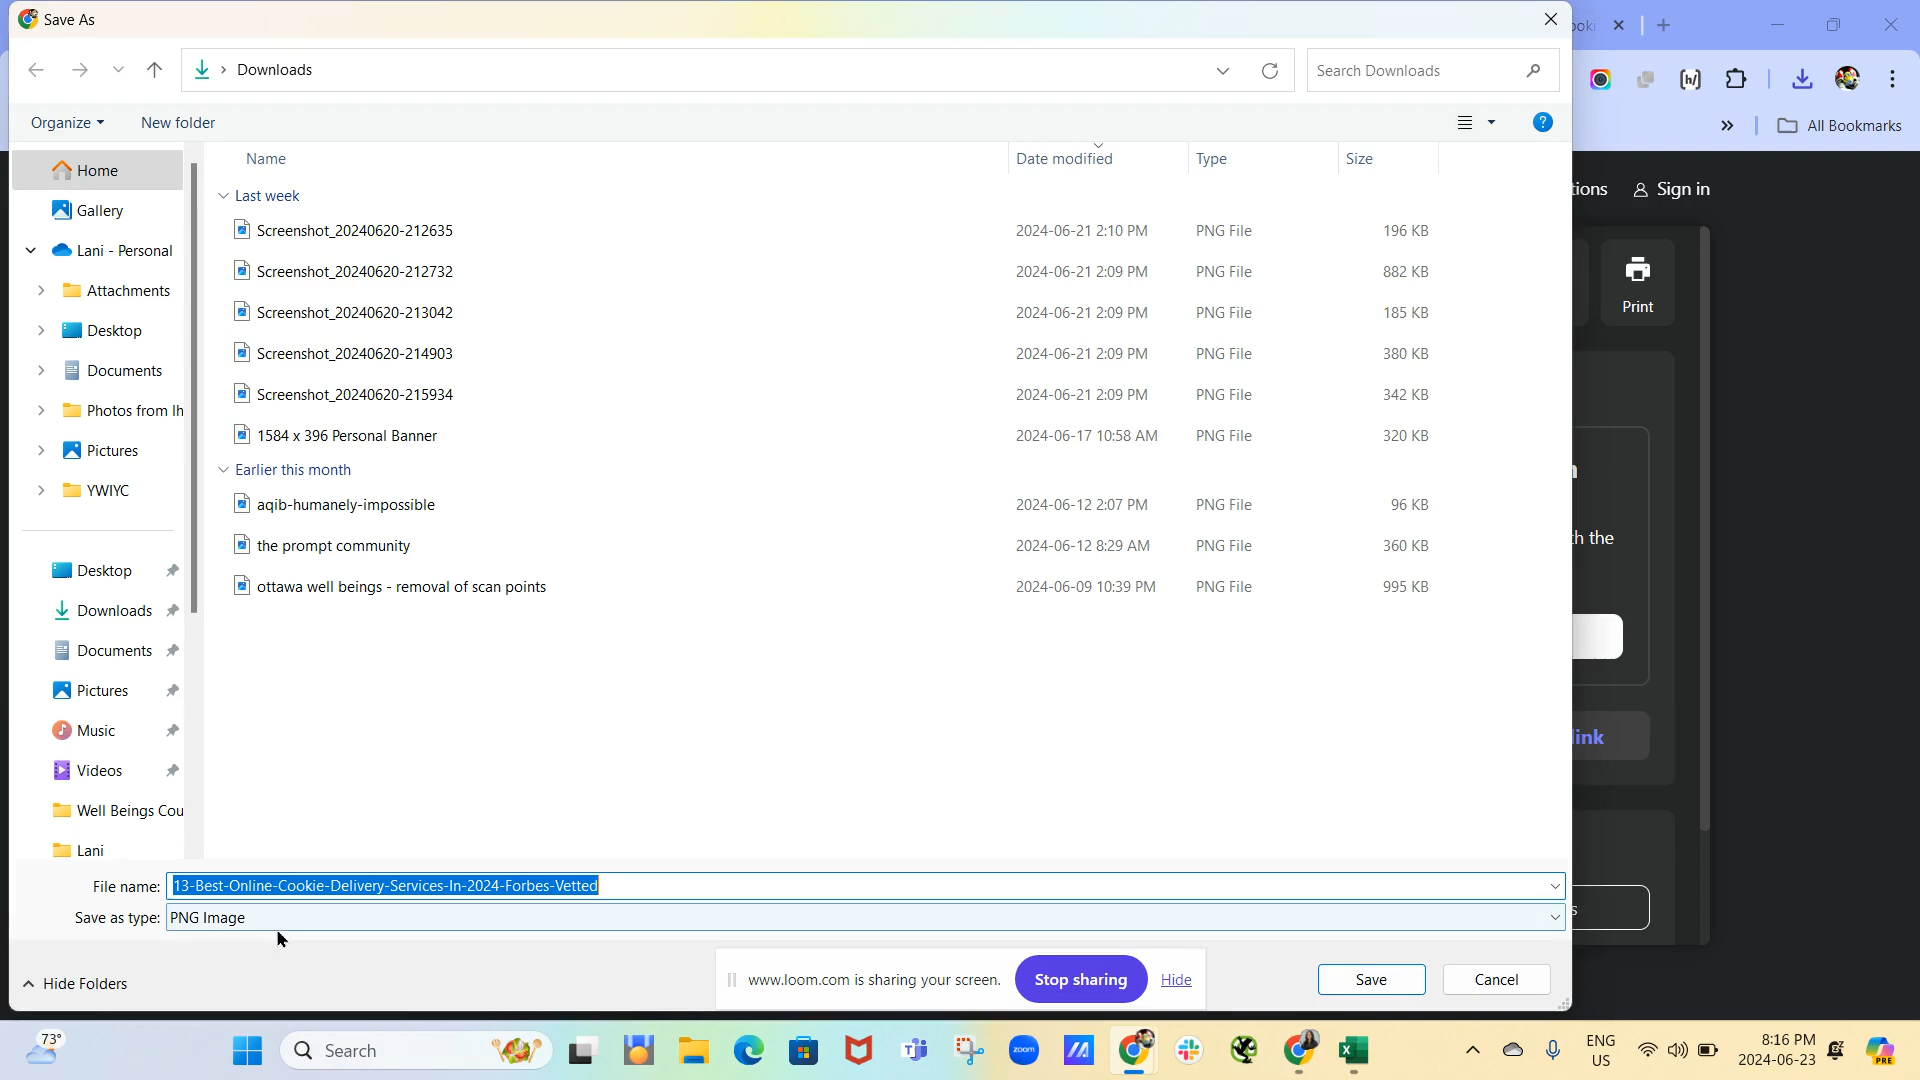 Save As
ooki
Downloads
Search Downloads
Organize
New folder
All Bookmarks
Home
Gallery
Lani - Personal
Attachments
Desktop
Documents
Photos from Ih
Pictures
YWIYC
Desktop
Downloads
Documents
Pictures
Music
Videos
Well Beings Cou
Lani
Name Date modified Type Size
Last week
Screenshot_20240620-212635 2024-06-21 2:10 PM PNG File 196 KB
Screenshot_20240620-212732 2024-06-21 2:09 PM PNG File 882 KB
Screenshot_20240620-213042 2024-06-21 2:09 PM PNG File 185 KB
Screenshot_20240620-214903 2024-06-21 2:09 PM PNG File 380 KB
Screenshot_20240620-215934 2024-06-21 2:09 PM PNG File 342 KB
1584 x 396 Personal Banner 2024-06-17 10:58 AM PNG File 320 KB
Earlier this month
aqib-humanely-impossible 2024-06-12 2:07 PM PNG File 96 KB
the prompt community 2024-06-12 8:29 AM PNG File 360 KB
ottawa well beings - removal of scan points 2024-06-09 10:39 PM PNG File 995 KB
tions Sign in
Print
th the
link
s
File name: 13-Best-Online-Cookie-Delivery-Services-In-2024-Forbes-Vetted
Save as type: PNG Image
Hide Folders
www.loom.com is sharing your screen. Stop sharing Hide
Save
Cancel
73°
Search
zoom
ENG
US
8:16 PM
2024-06-23
PRE